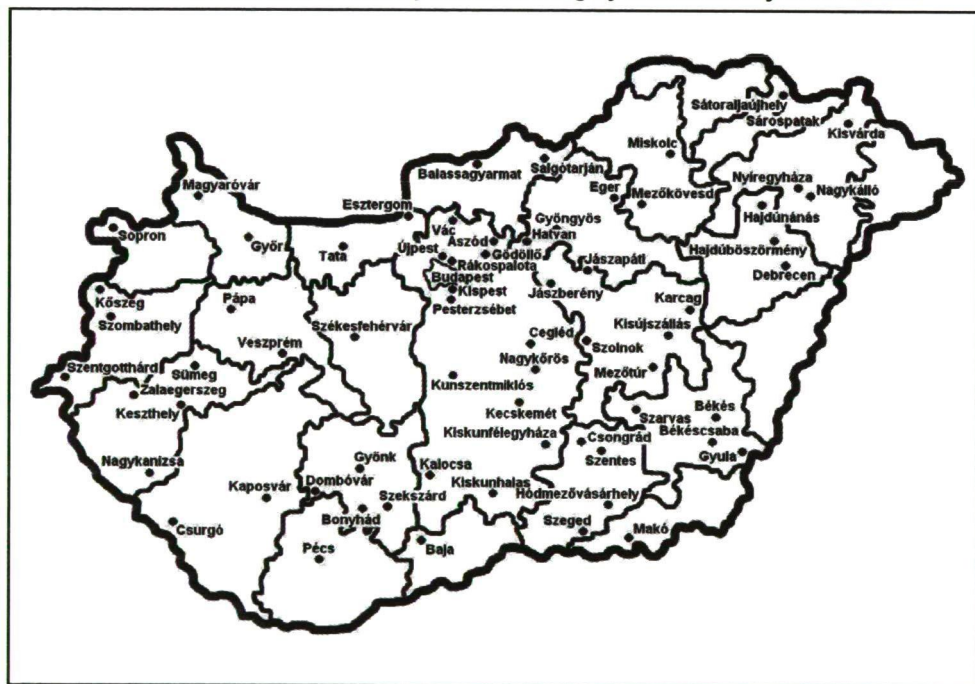 Sátoraljaújhely
Sárospatak
Kisvárda
Miskolc
Balassagyarmat
Salgótarján
Magyaróvár
Eger
Mezőkövesd
Nyíregyháza
Nagykálló
Esztergom
Hajdúnánás
Sopron
Győr
Tata
Vác
Gyöngyös
Aszód
Hatvan
Újpest
Gödöllő
Hajdúböszörmény
Rákospalota
Jászapáti
Debrecen
Budapest
Kispest
Jászberény
Kőszeg
Pápa
Pesterzsébet
Karcag
Szombathely
Székesfehérvár
Kisújszállás
Veszprém
Cegléd
Szolnok
Nagykőrös
Szentgotthárd
Sümeg
Mezőtúr
Zalaegerszeg
Kunszentmiklós
Keszthely
Kecskemét
Szarvas
Békés
Kiskunfélegyháza
Csongrád
Békéscsaba
Szentes
Gyula
Nagykanizsa
Gyönk
Kalocsa
Kaposvár
Dombóvár
Kiskunhalas
Hódmezővásárhely
Szekszárd
Csurgó
Bonyhád
Szeged
Makó
Pécs
Baja